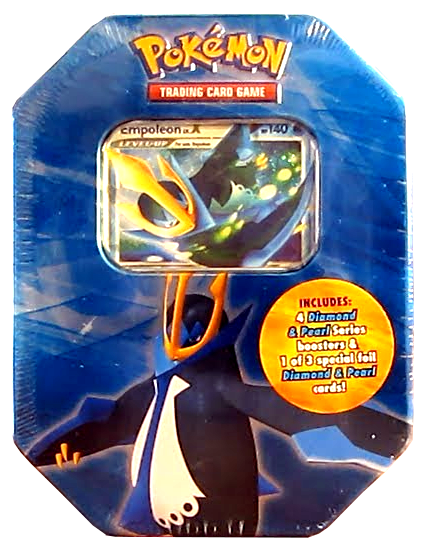 POKéMON
TRADING CARD GAME
Empoleon LV.X
HP 140
LEVEL-UP
INCLUDES:
4 Diamond
& Pearl Series
boosters &
1 of 3 special foil
Diamond & Pearl
cards!